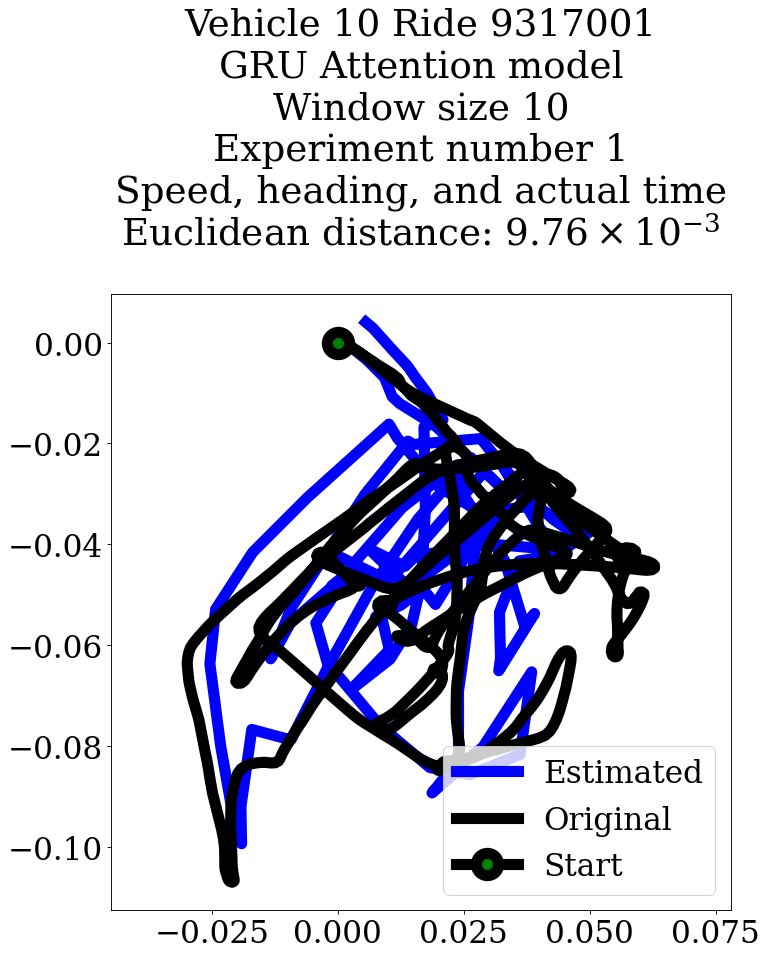 Vehicle 10 Ride 9317001
GRU Attention model
Window size 10
Experiment number 1
Speed, heading, and actual time
Euclidean distance: 9.76 × 10⁻³
0.00
−0.02
−0.04
−0.06
−0.08
−0.10
Estimated
Original
Start
−0.025 0.000 0.025 0.050 0.075